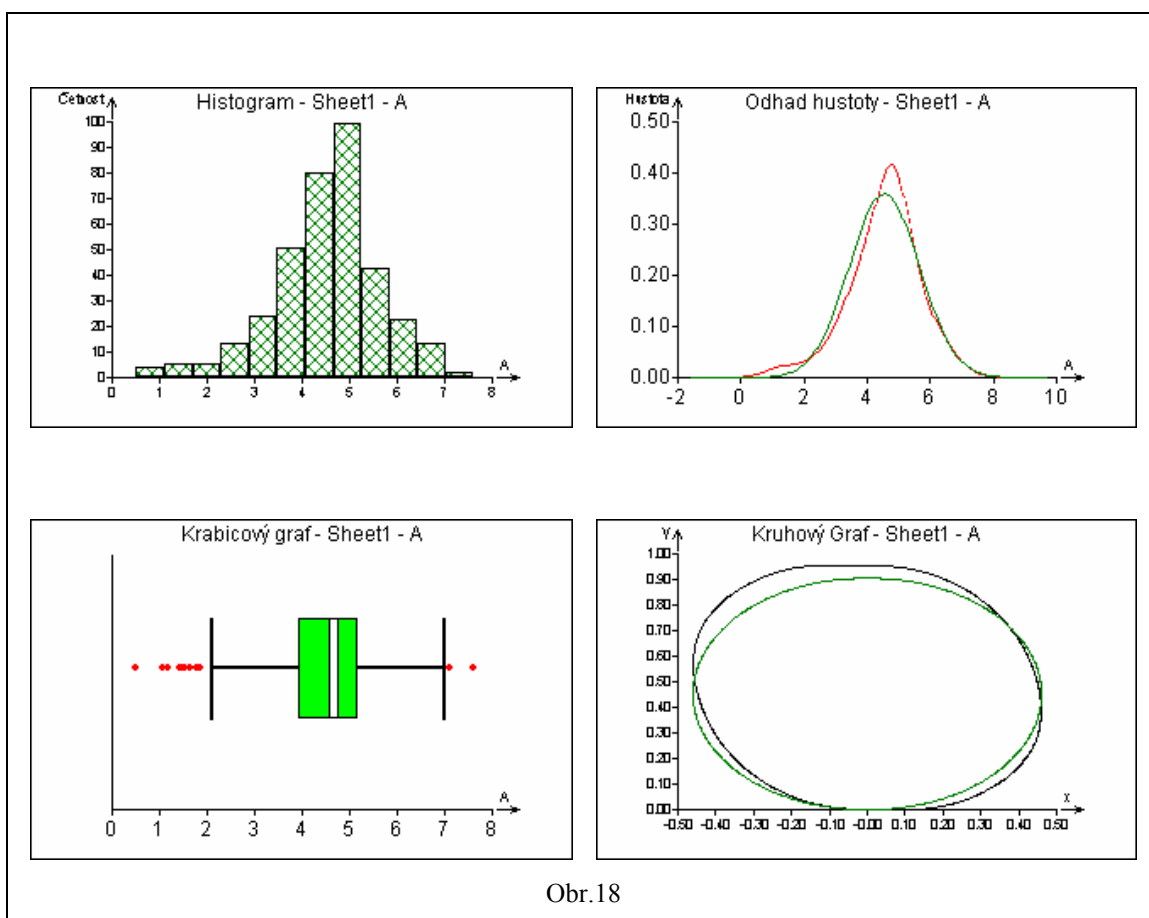 Histogram - Sheet1 - A
Četnost
100
90
80
70
60
50
40
30
20
10
0
0 1 2 3 4 5 6 7 8
A
Odhad hustoty - Sheet1 - A
Hustota
0.50
0.40
0.30
0.20
0.10
0.00
-2 0 2 4 6 8 10
A
Krabicový graf - Sheet1 - A
0 1 2 3 4 5 6 7 8
A
Kruhový Graf - Sheet1 - A
Y
1.00
0.90
0.80
0.70
0.60
0.50
0.40
0.30
0.20
0.10
0.00
-0.50 -0.40 -0.30 -0.20 -0.10 -0.00 0.10 0.20 0.30 0.40 0.50
X
Obr.18